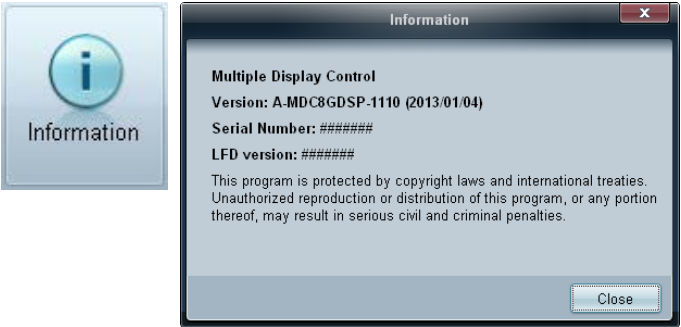 i
Information
Information
x
Multiple Display Control
Version: A-MDC8GDSP-1110 (2013/01/04)
Serial Number: #######
LFD version: #######
This program is protected by copyright laws and international treaties.
Unauthorized reproduction or distribution of this program, or any portion
thereof, may result in serious civil and criminal penalties.
Close